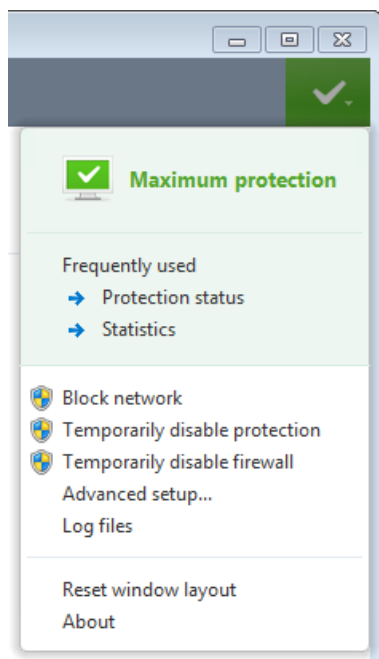 Maximum protection
Frequently used
Protection status
Statistics
Block network
Temporarily disable protection
Temporarily disable firewall
Advanced setup...
Log files
Reset window layout
About